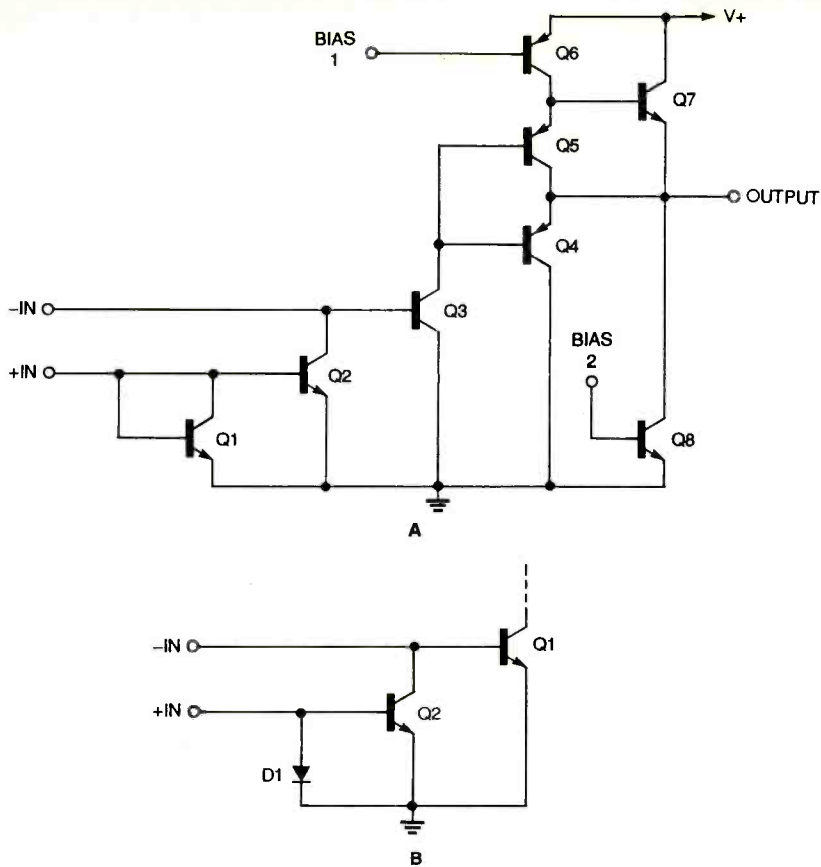 V+
BIAS
1
Q6
Q7
Q5
OUTPUT
Q4
-IN
Q3
BIAS
2
+IN
Q2
Q1
Q8
A
-IN
Q1
+IN
Q2
D1
B